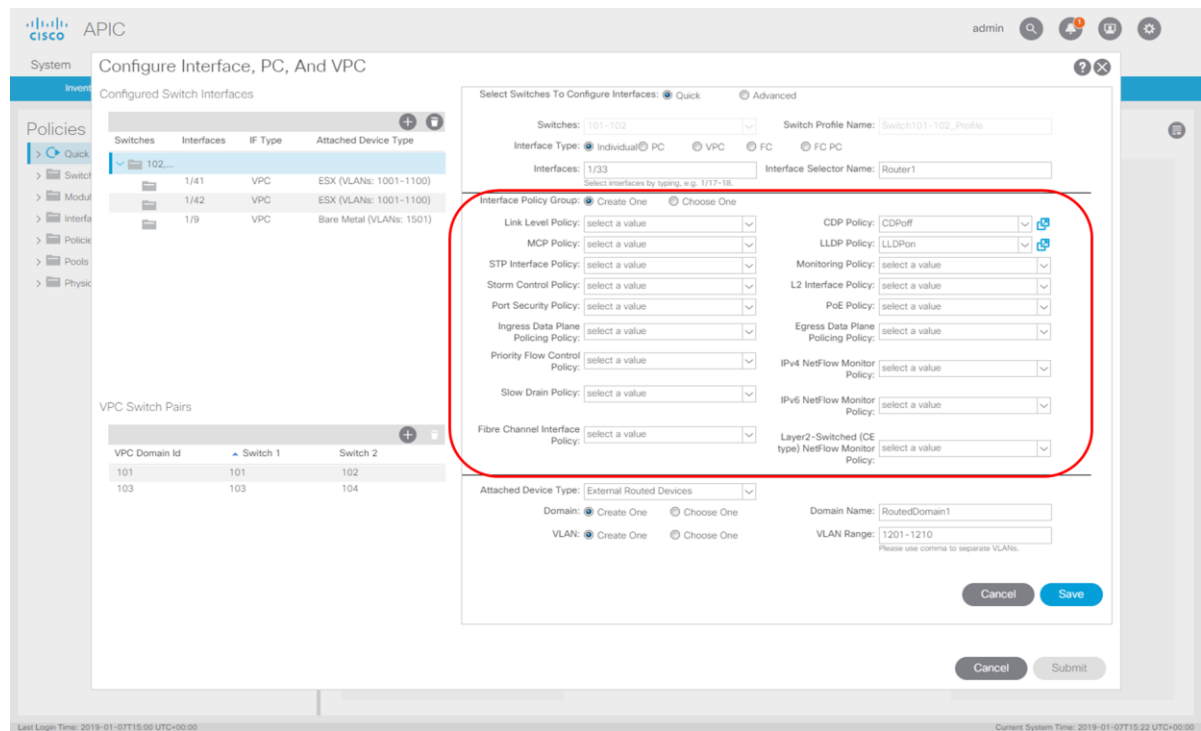 CISCO APIC
admin
1
System
Configure Interface, PC, And VPC
Invent
Configured Switch Interfaces
Policies
Quick
Switch
Modul
Interfa
Policie
Pools
Physic
Switches Interfaces IF Type Attached Device Type
102,...
1/41 VPC ESX (VLANs: 1001-1100)
1/42 VPC ESX (VLANs: 1001-1100)
1/9 VPC Bare Metal (VLANs: 1501)
VPC Switch Pairs
VPC Domain Id Switch 1 Switch 2
101 101 102
103 103 104
Select Switches To Configure Interfaces: Quick Advanced
Switches: 101-102 Switch Profile Name: Switch101-102_Profile
Interface Type: Individual PC VPC FC FC PC
Interfaces: 1/33 Interface Selector Name: Router1
Select interfaces by typing, e.g. 1/17-18.
Interface Policy Group: Create One Choose One
Link Level Policy: select a value CDP Policy: CDPoff
MCP Policy: select a value LLDP Policy: LLDPon
STP Interface Policy: select a value Monitoring Policy: select a value
Storm Control Policy: select a value L2 Interface Policy: select a value
Port Security Policy: select a value PoE Policy: select a value
Ingress Data Plane
Policing Policy: select a value
Egress Data Plane
Policing Policy: select a value
Priority Flow Control
Policy: select a value
IPv4 NetFlow Monitor
Policy: select a value
Slow Drain Policy: select a value
IPv6 NetFlow Monitor
Policy: select a value
Fibre Channel Interface
Policy: select a value
Layer2-Switched (CE
type) NetFlow Monitor
Policy: select a value
Attached Device Type: External Routed Devices
Domain: Create One Choose One Domain Name: RoutedDomain1
VLAN: Create One Choose One VLAN Range: 1201-1210
Please use comma to separate VLANs.
Cancel Save
Cancel Submit
Last Login Time: 2019-01-07T15:00 UTC+00:00 Current System Time: 2019-01-07T15:22 UTC+00:00